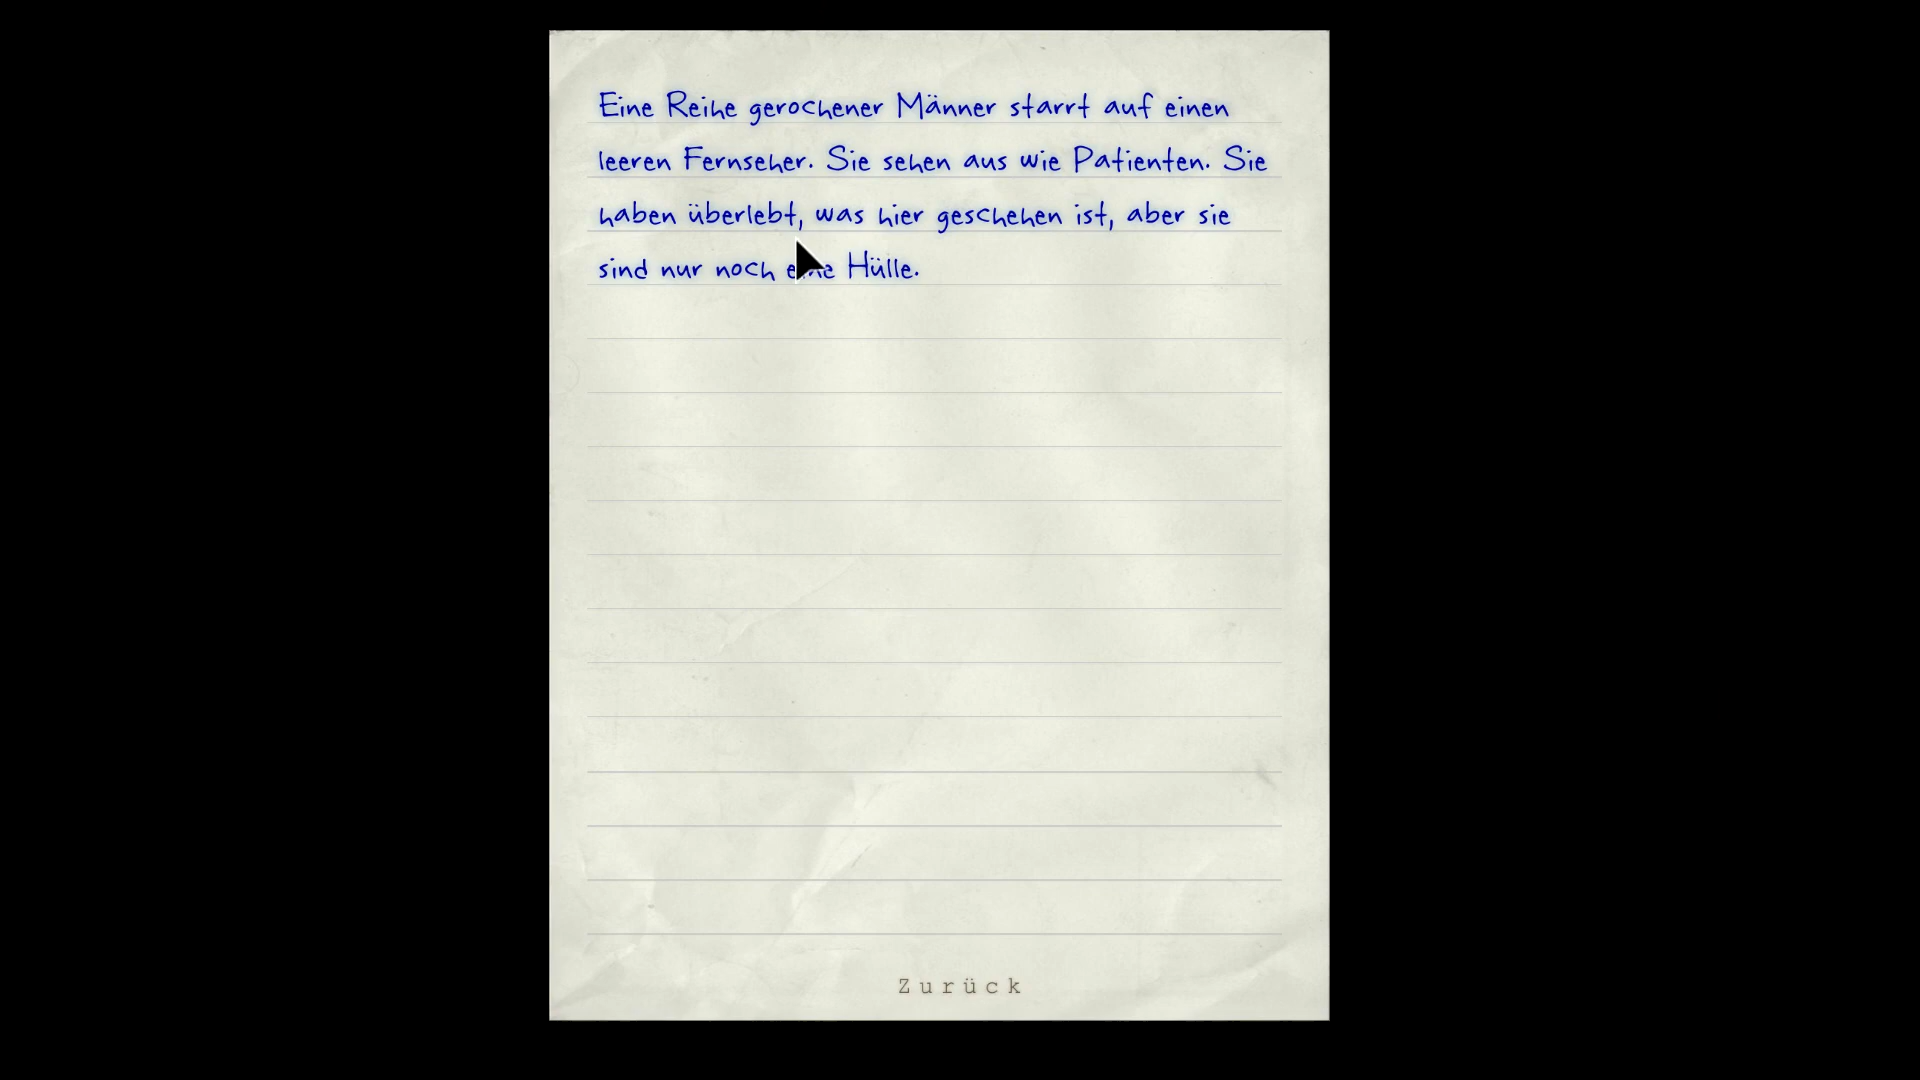 Eine Reihe gerochener Männer starrt auf einen
leeren Fernseher. Sie sehen aus wie Patienten. Sie
haben überlebt, was hier geschehen ist, aber sie
sind nur noch eine Hülle.
Zurück